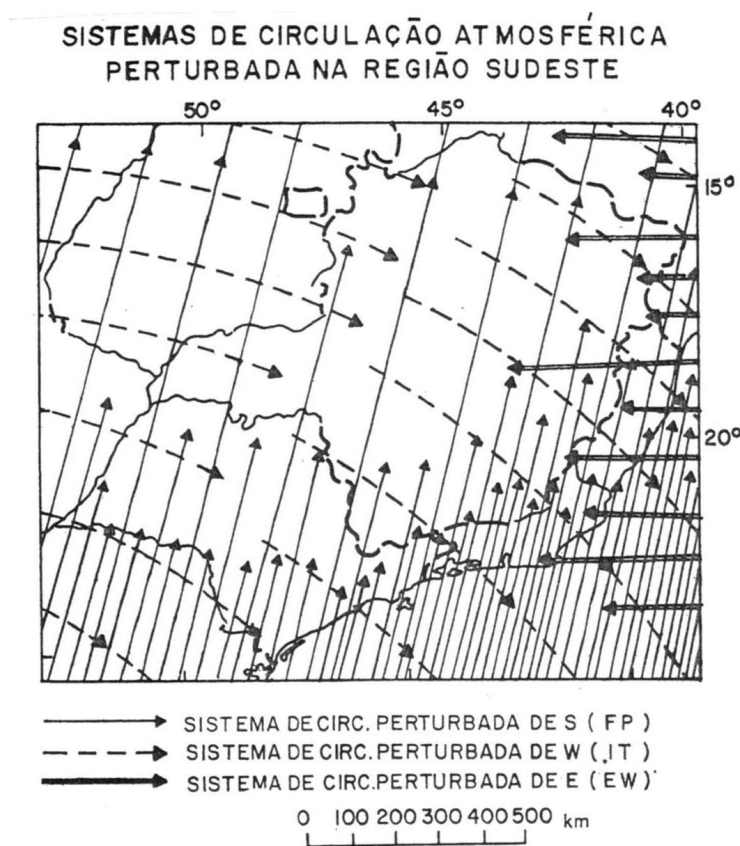 SISTEMAS DE CIRCULAÇÃO ATMOSFÉRICA
PERTURBADA NA REGIÃO SUDESTE
50° 45° 40°
15°
20°
SISTEMA DE CIRC. PERTURBADA DE S ( FP )
SISTEMA DE CIRC. PERTURBADA DE W ( .IT )
SISTEMA DE CIRC. PERTURBADA DE E ( EW )
0 100 200 300 400 500 km